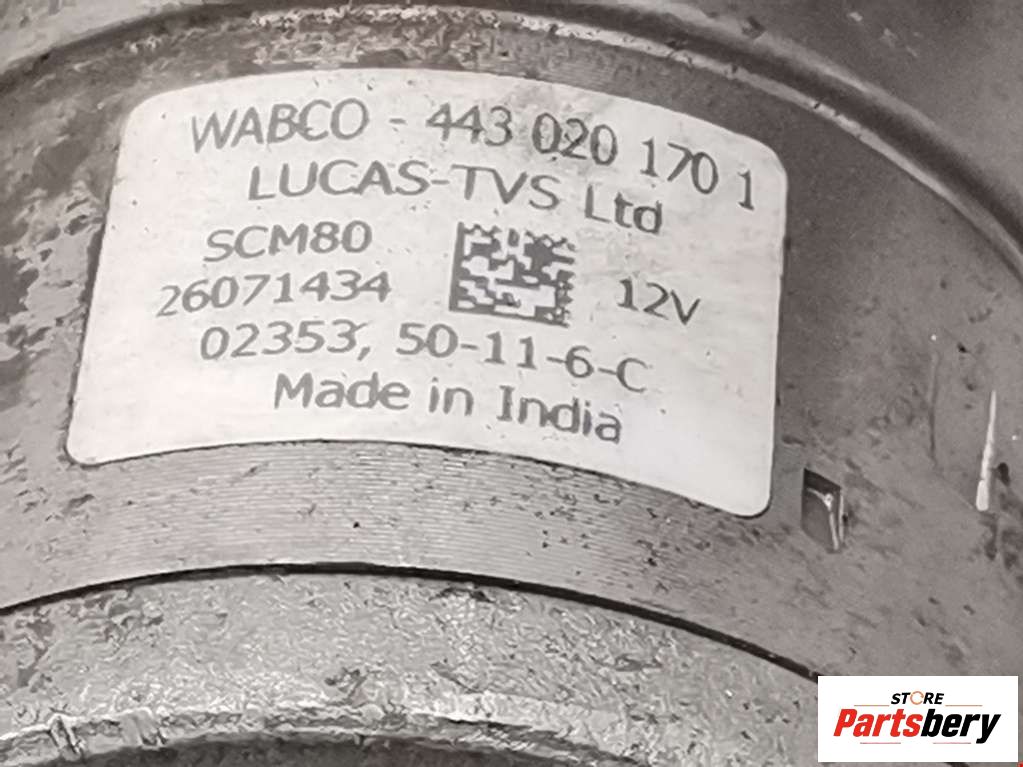 WABCO - 443 020 170 1
LUCAS-TVS Ltd
SCM80
26071434
12V
02353, 50-11-6-C
Made in India
STORE
Partsbery